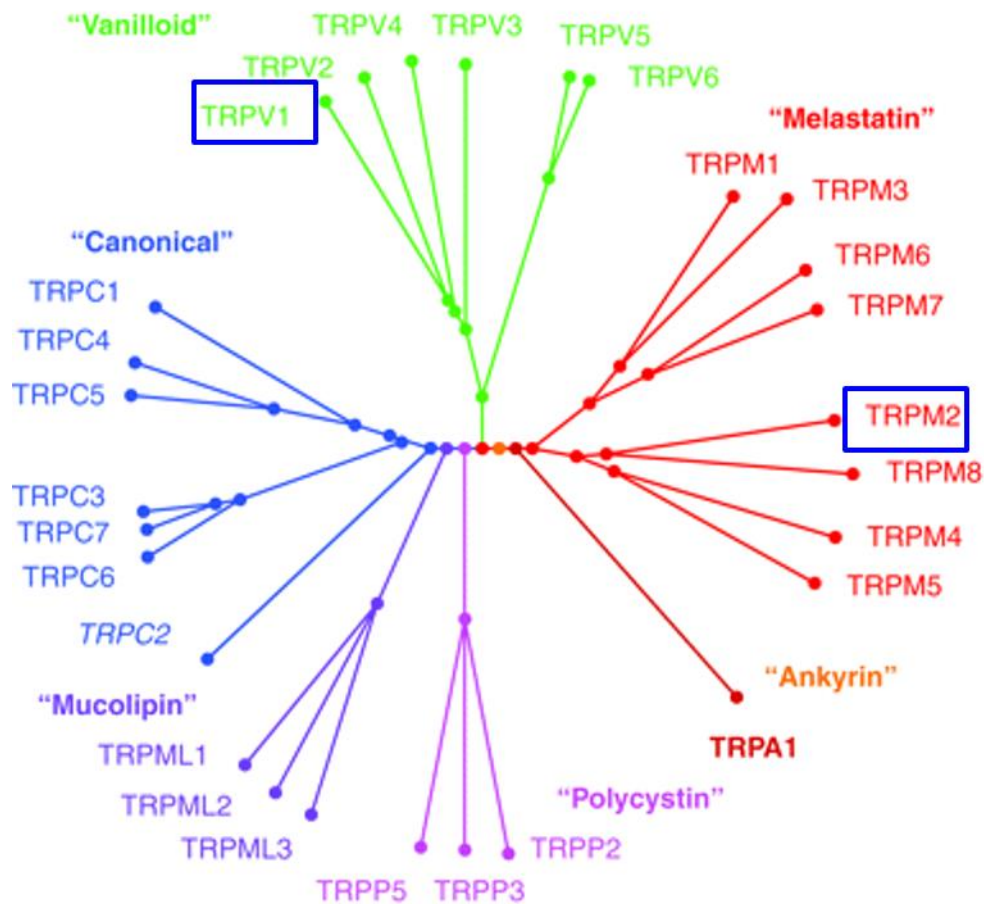 “Vanilloid”
TRPV4
TRPV3
TRPV5
TRPV2
TRPV6
TRPV1
“Melastatin”
TRPM1
TRPM3
“Canonical”
TRPM6
TRPC1
TRPM7
TRPC4
TRPC5
TRPM2
TRPM8
TRPC3
TRPC7
TRPM4
TRPC6
TRPM5
TRPC2
“Ankyrin”
“Mucolipin”
TRPA1
TRPML1
“Polycystin”
TRPML2
TRPML3
TRPP2
TRPP5
TRPP3